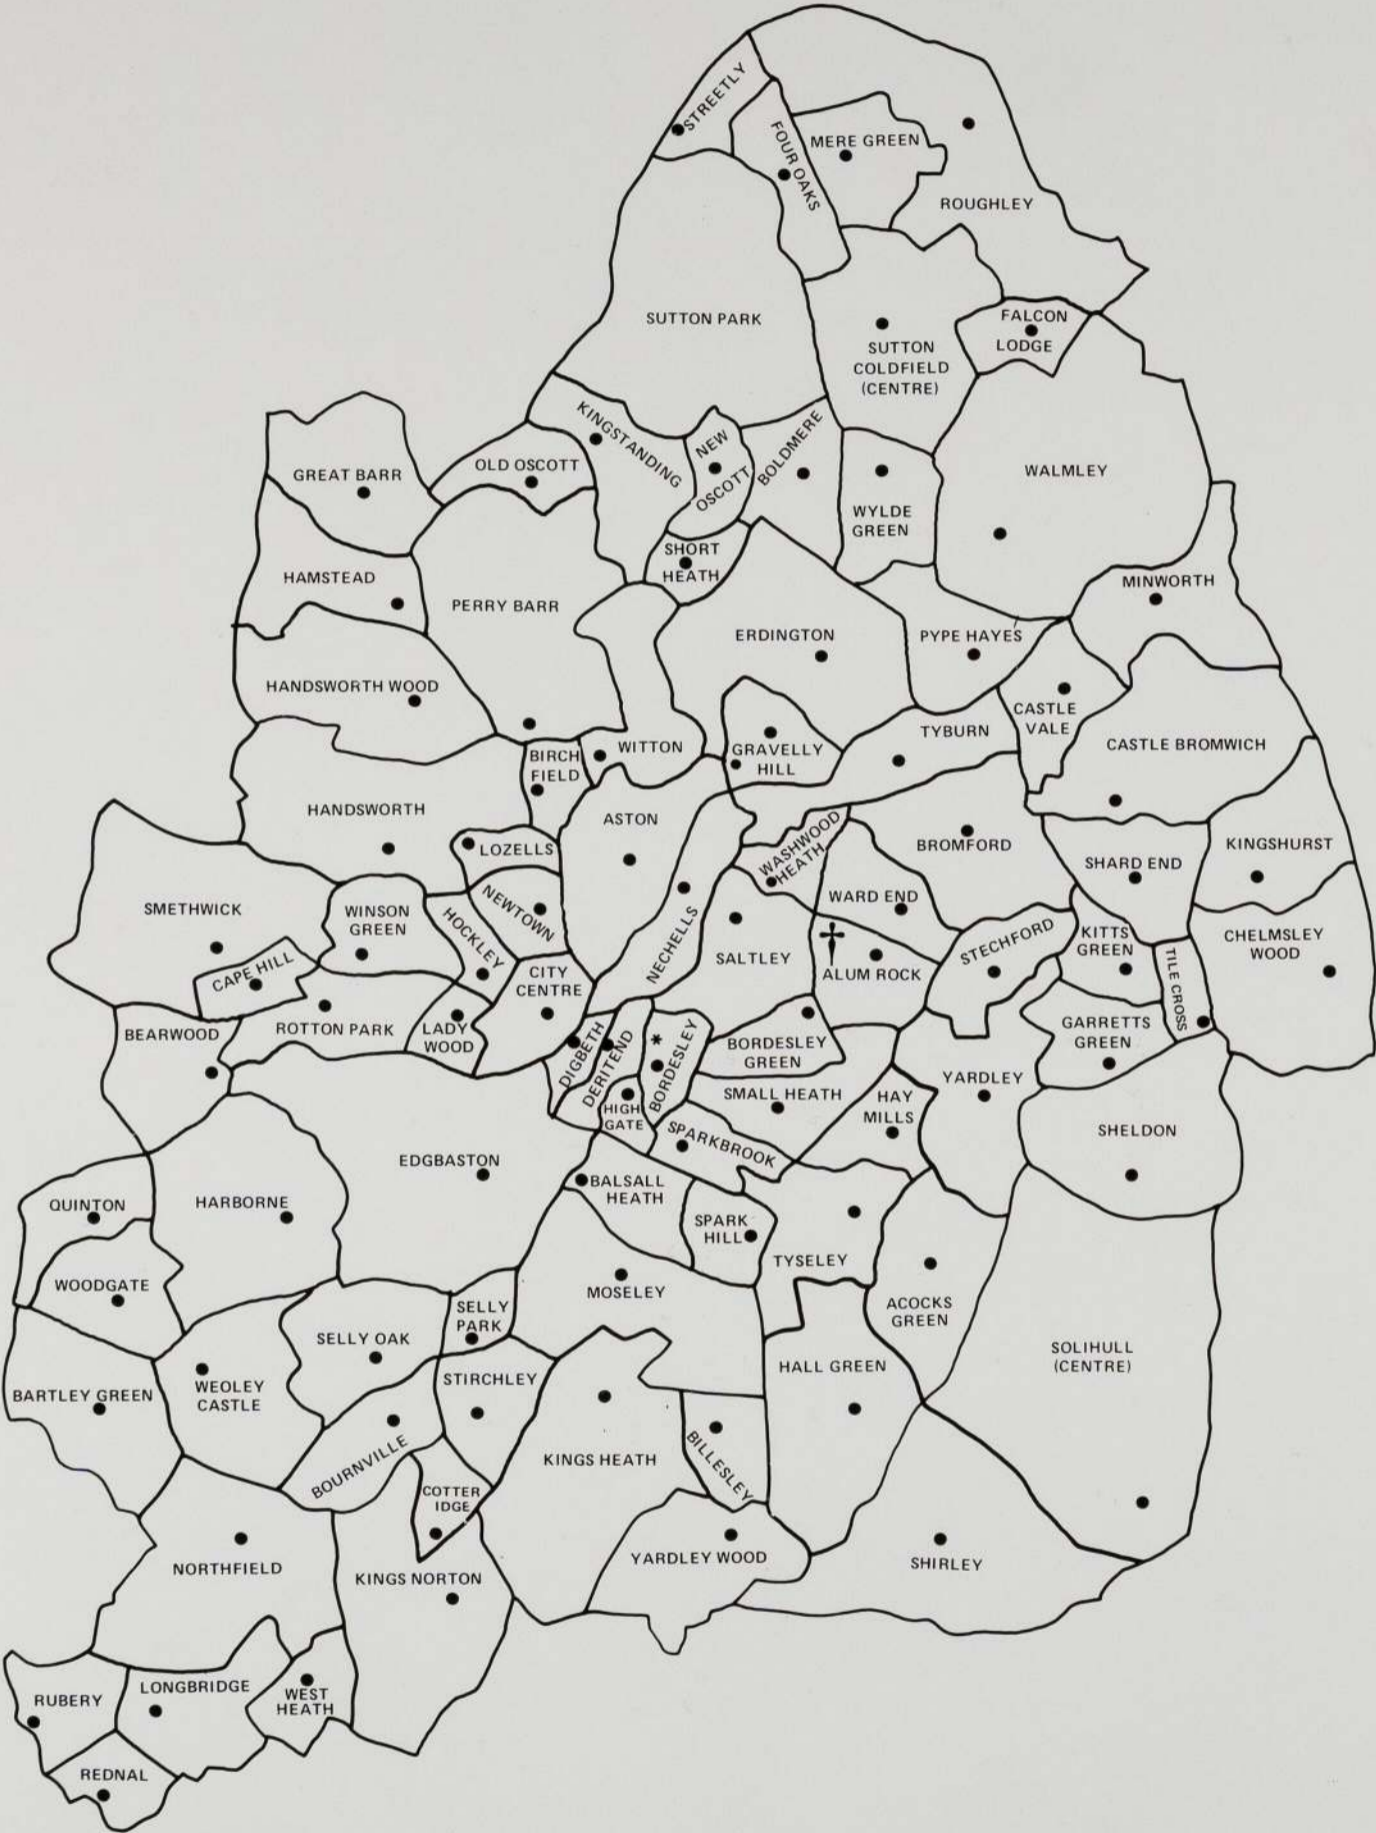 STREETLY
FOUR OAKS
MERE GREEN
ROUGHLEY
SUTTON PARK
FALCON
LODGE
SUTTON
COLDFIELD
(CENTRE)
KINGSTANDING
NEW
OSCOTT
BOLDMERE
GREAT BARR
OLD OSCOTT
WALMLEY
WYLDE
GREEN
SHORT
HEATH
HAMSTEAD
MINWORTH
PERRY BARR
ERDINGTON
PYPE HAYES
HANDSWORTH WOOD
CASTLE
VALE
TYBURN
CASTLE BROMWICH
WITTON
GRAVELLY
HILL
BIRCH
FIELD
HANDSWORTH
ASTON
WASHWOOD
HEATH
BROMFORD
KINGSHURST
LOZELLS
SHARD END
WARD END
SMETHWICK
WINSON
GREEN
HOCKLEY
NEWTOWN
NECHELLS
†
STECHFORD
KITTS
GREEN
CHELMSLEY
WOOD
SALTLEY
ALUM ROCK
CAPE HILL
CITY
CENTRE
TILE CROSS
BEARWOOD
ROTTON PARK
LADY
WOOD
DIGBETH
DERITEND
*
BORDESLEY
BORDESLEY
GREEN
GARRETTS
GREEN
YARDLEY
SMALL HEATH
HAY
MILLS
HIGH
GATE
SPARKBROOK
SHELDON
EDGBASTON
BALSALL
HEATH
QUINTON
HARBORNE
SPARK
HILL
TYSELEY
WOODGATE
MOSELEY
ACOCKS
GREEN
SELLY
PARK
SELLY OAK
SOLIHULL
(CENTRE)
HALL GREEN
STIRCHLEY
WEOLEY
CASTLE
BARTLEY GREEN
BOURNVILLE
KINGS HEATH
BILLESLEY
COTTER
IDGE
NORTHFIELD
KINGS NORTON
YARDLEY WOOD
SHIRLEY
RUBERY
LONGBRIDGE
WEST
HEATH
REDNAL